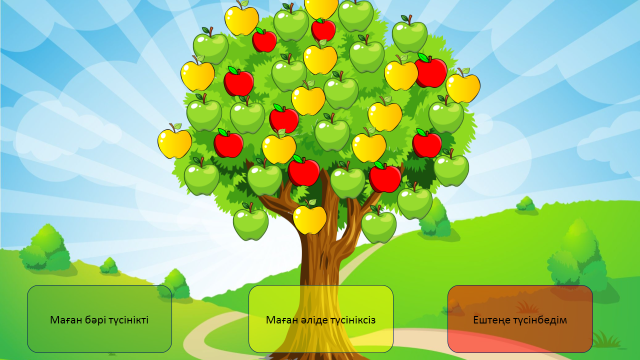 Маған бәрі түсінікті
Маған әліде түсініксіз
Ештеңе түсінбедім